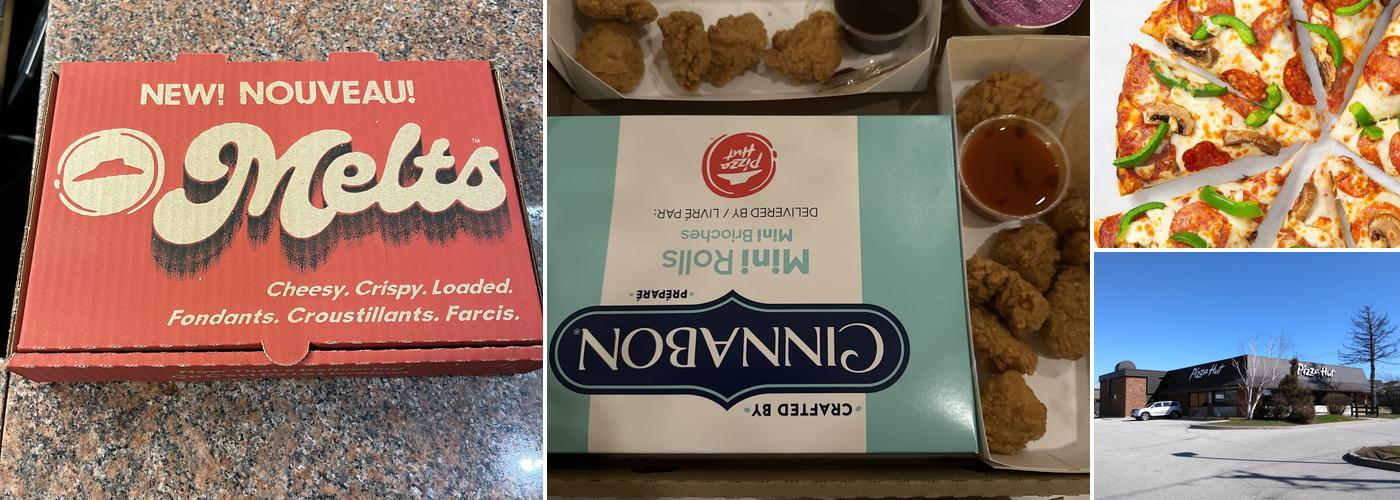 NEW! NOUVEAU!
Melts™
Cheesy. Crispy. Loaded.
Fondants. Croustillants. Farcis.
Pizza
Hut
DELIVERED BY / LIVRÉ PAR:
Mini Brioches
Mini Rolls
•PRÉPARÉ•
CINNABON®
•CRAFTED BY•
Pizza Hut
Pizza Hut